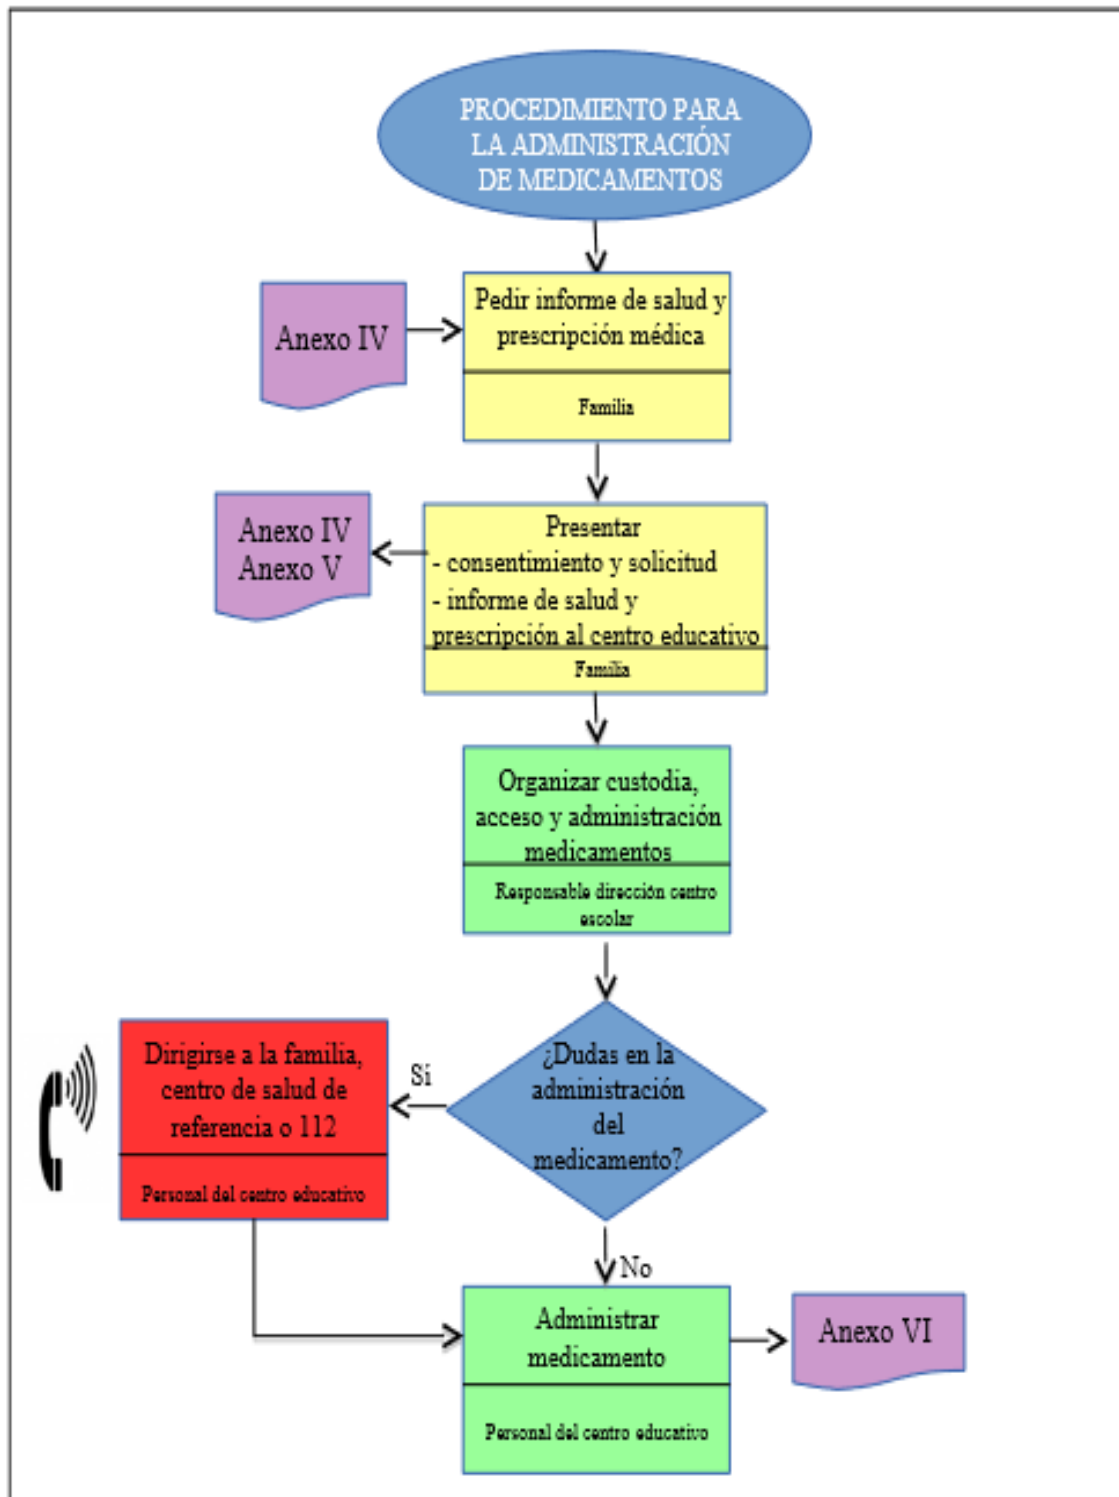 PROCEDIMIENTO PARA
LA ADMINISTRACIÓN
DE MEDICAMENTOS
Anexo IV
Pedir informe de salud y
prescripción médica
Familia
Anexo IV
Anexo V
Presentar
- consentimiento y solicitud
- informe de salud y
prescripción al centro educativo
Familia
Organizar custodia,
acceso y administración
medicamentos
Responsable dirección centro
escolar
¿Dudas en la
administración
del
medicamento?
Si
Dirigirse a la familia,
centro de salud de
referencia o 112
Personal del centro educativo
No
Administrar
medicamento
Personal del centro educativo
Anexo VI